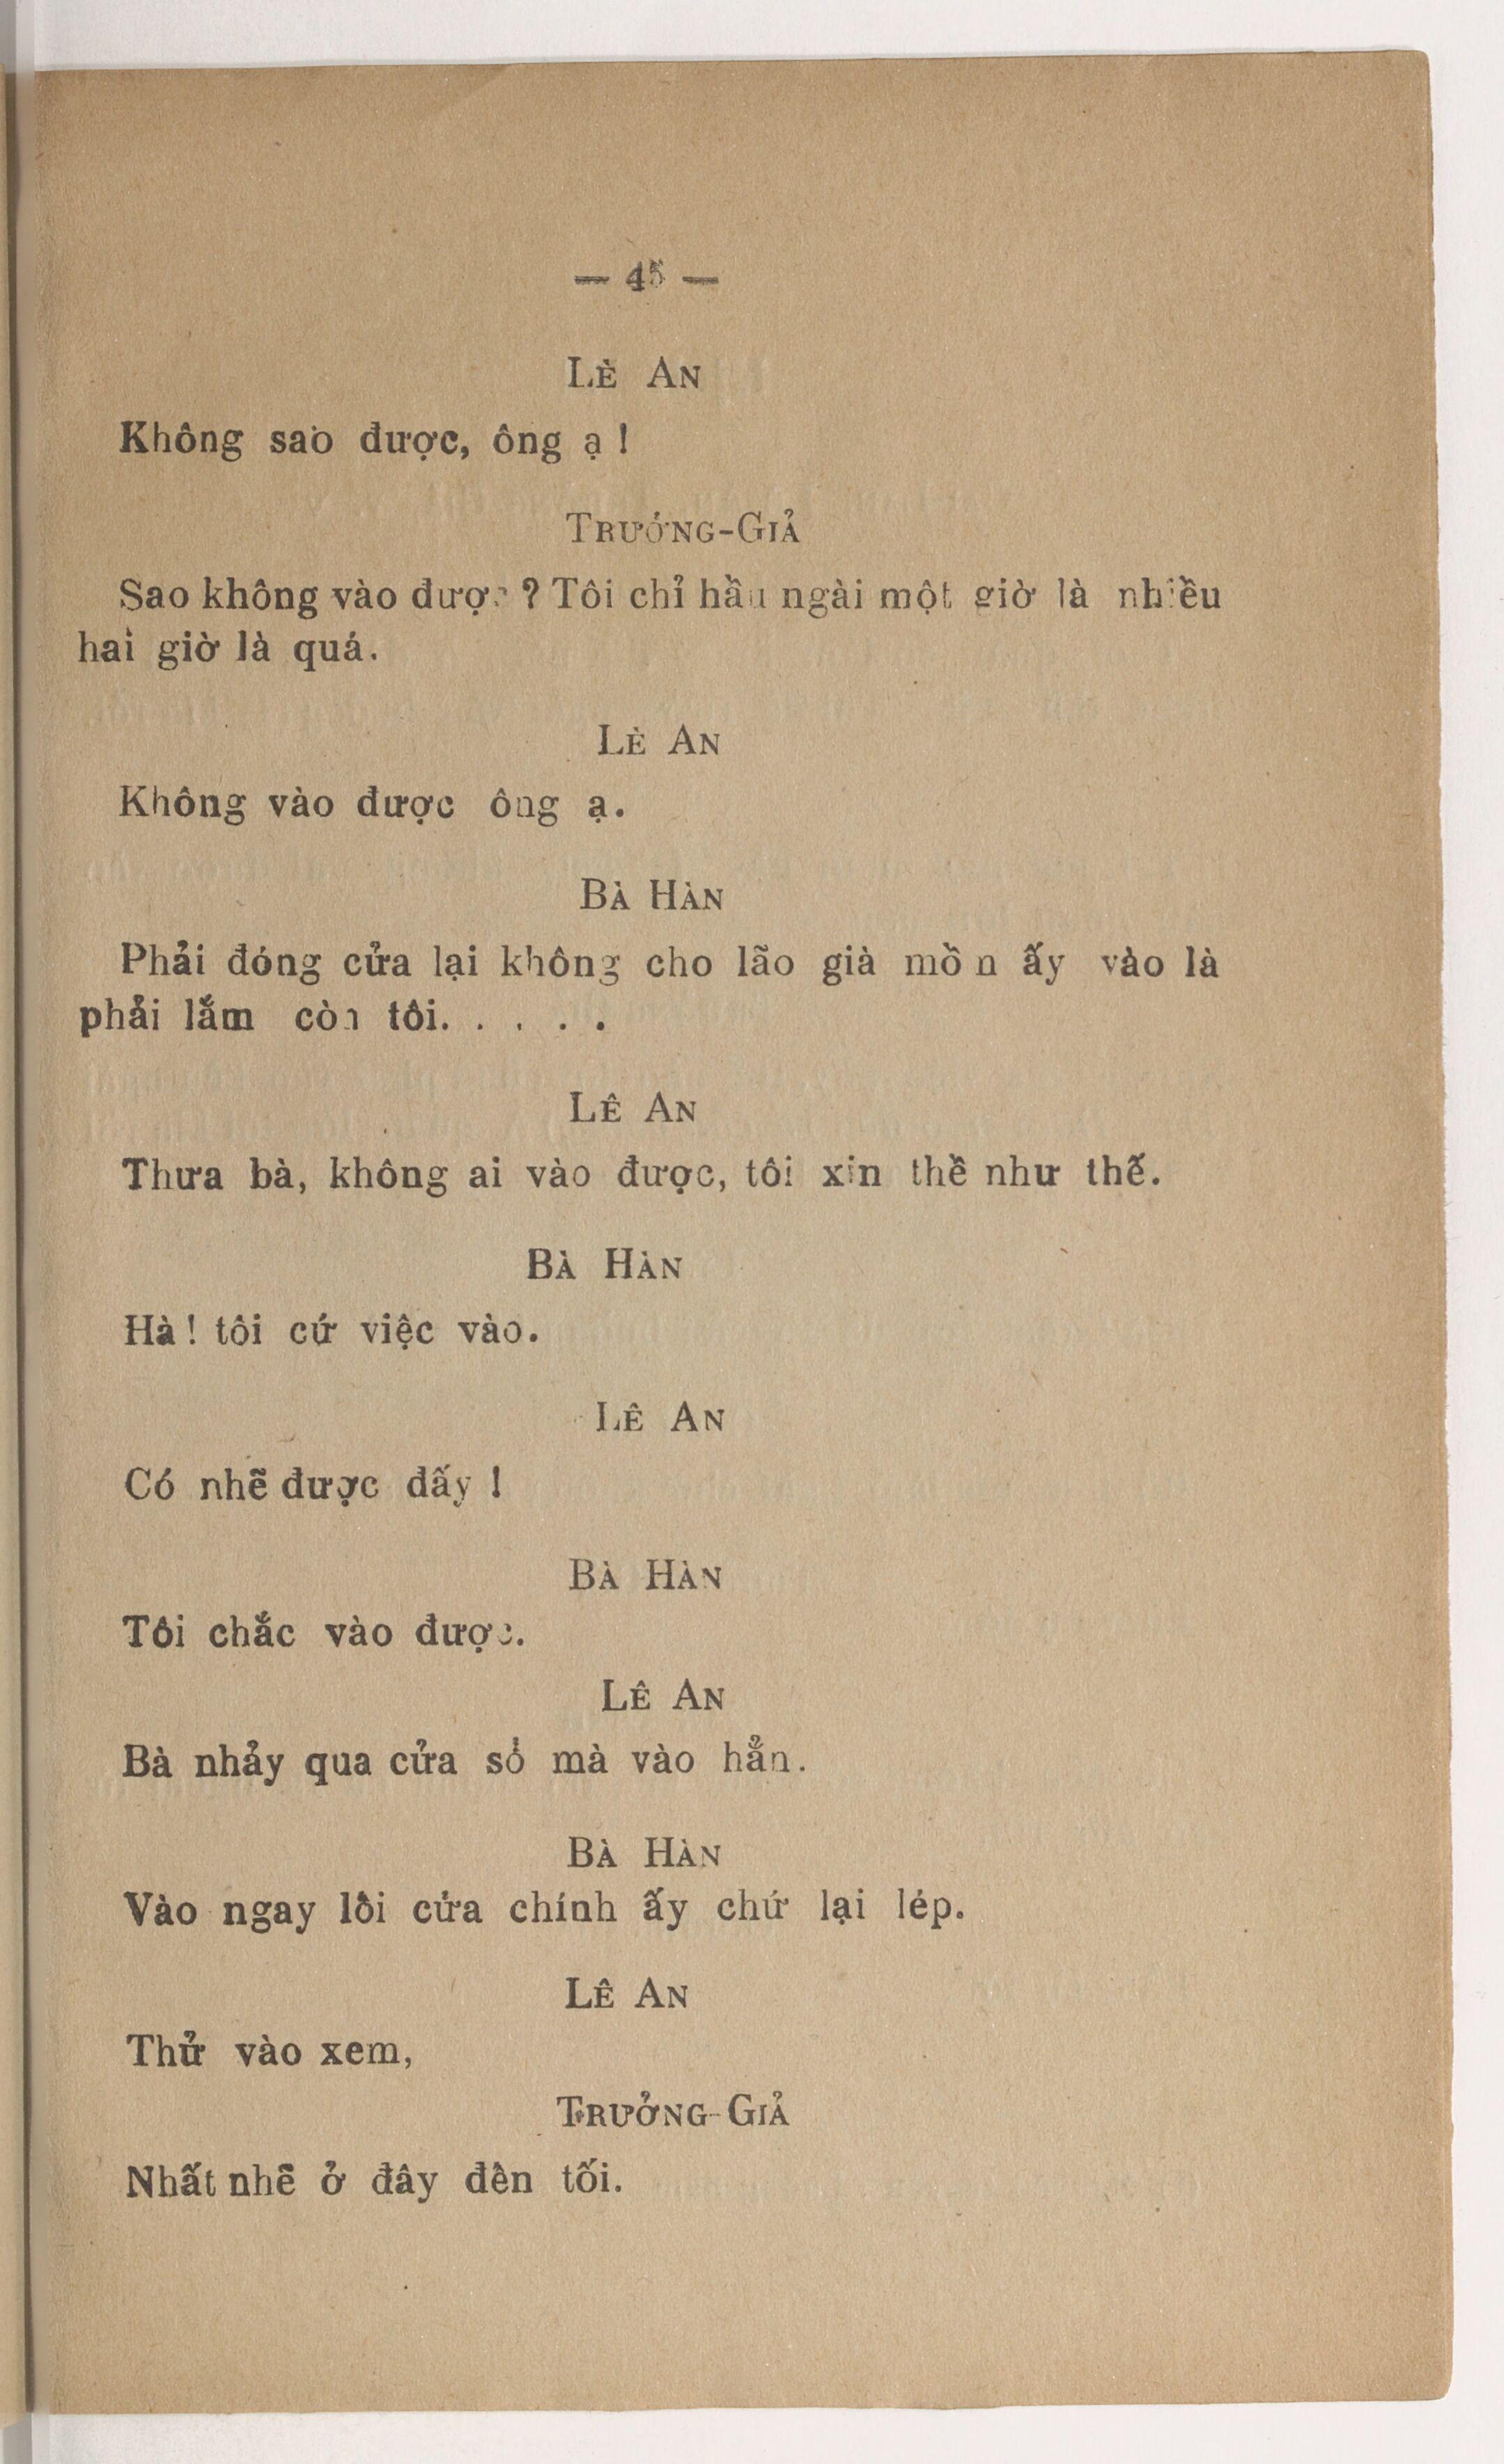 — 45 —
LÈ AN
Không sao được, ông ạ !
TRƯỞNG-GIẢ
Sao không vào được ? Tôi chỉ hầu ngài một giờ là nhiều
hai giờ là quá.
LÈ AN
Không vào được ông ạ.
BÀ HÀN
Phải đóng cửa lại không cho lão già mồn ấy vào là
phải lắm còn tôi. . . . . .
LÊ AN
Thưa bà, không ai vào được, tôi xin thề như thế.
BÀ HÀN
Hà ! tôi cứ việc vào.
LÊ AN
Có nhẽ được đấy !
BÀ HÀN
Tôi chắc vào được.
LÊ AN
Bà nhảy qua cửa sổ mà vào hẳn.
BÀ HÀN
Vào ngay lối cửa chính ấy chứ lại lép.
LÊ AN
Thử vào xem,
TRƯỞNG-GIẢ
Nhất nhẽ ở đây đến tối.